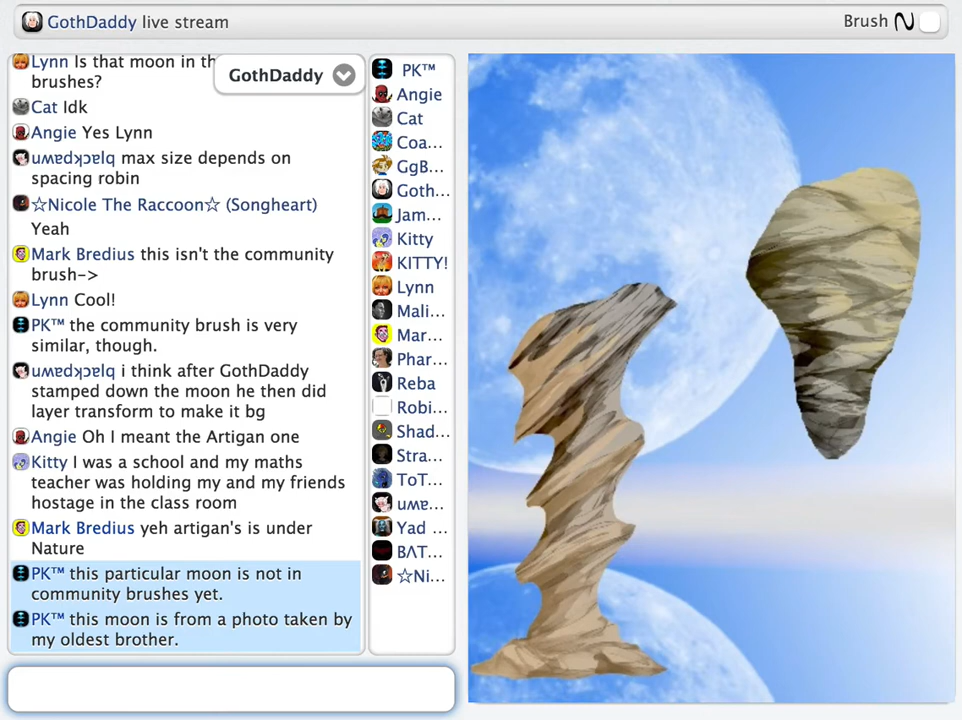 GothDaddy live stream
Brush
Lynn Is that moon in th
brushes?
GothDaddy
Cat Idk
Angie Yes Lynn
uʍɐdʞɔɐlq max size depends on
spacing robin
☆Nicole The Raccoon☆ (Songheart)
Yeah
Mark Bredius this isn't the community
brush->
Lynn Cool!
PK™ the community brush is very
similar, though.
uʍɐdʞɔɐlq i think after GothDaddy
stamped down the moon he then did
layer transform to make it bg
Angie Oh I meant the Artigan one
Kitty I was a school and my maths
teacher was holding my and my friends
hostage in the class room
Mark Bredius yeh artigan's is under
Nature
PK™ this particular moon is not in
community brushes yet.
PK™ this moon is from a photo taken by
my oldest brother.
PK™
Angie
Cat
Coa...
GgB...
Goth...
Jam...
Kitty
KITTY!
Lynn
Mali...
Mar...
Phar...
Reba
Robi...
Shad...
Stra...
ToT...
uʍɐ...
Yad ...
BΛT...
☆Ni...